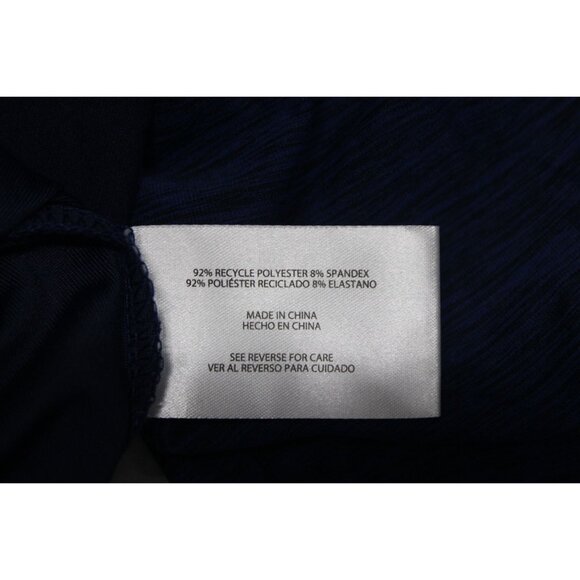 92% RECYCLE POLYESTER 8% SPANDEX
92% POLIÉSTER RECICLADO 8% ELASTANO
MADE IN CHINA
HECHO EN CHINA
SEE REVERSE FOR CARE
VER AL REVERSO PARA CUIDADO